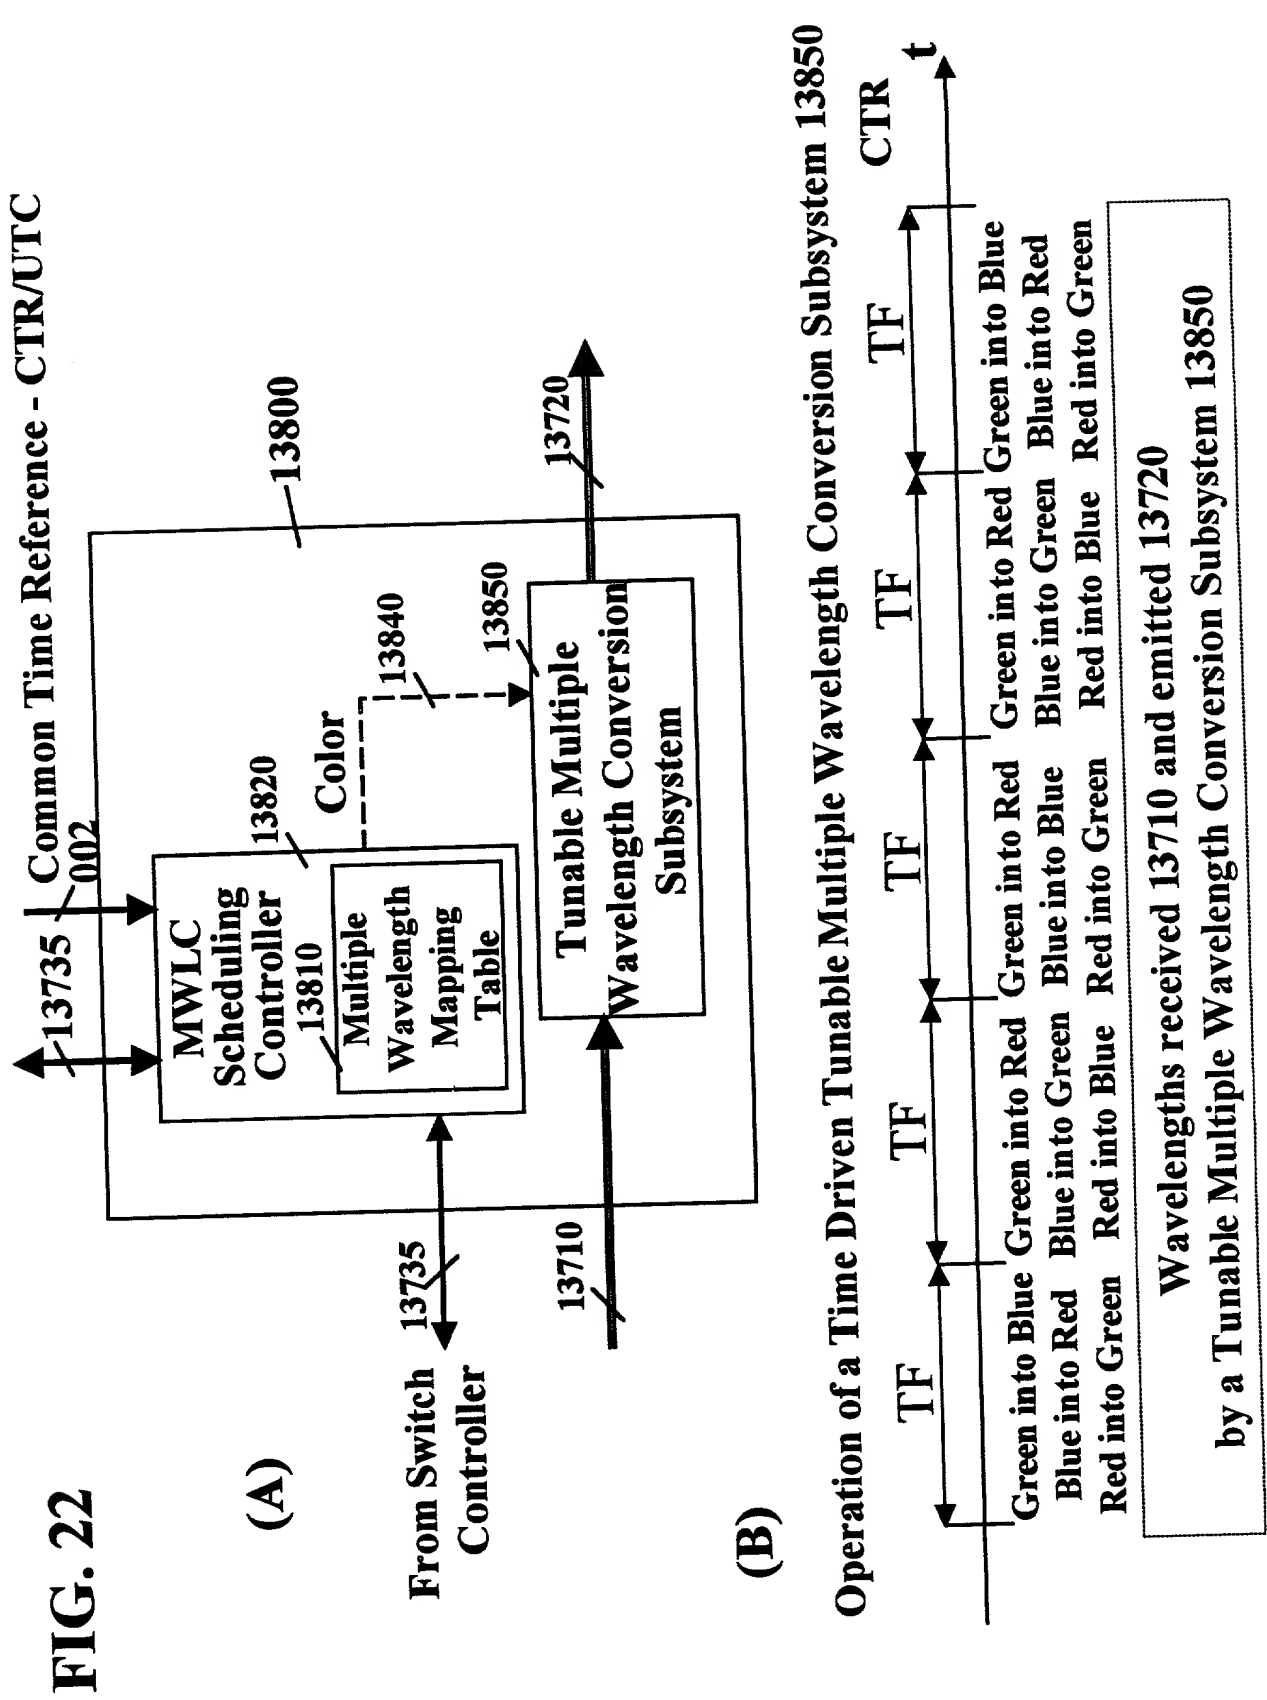 FIG. 22
Common Time Reference - CTR/UTC
13735
002
(A)
MWLC
Scheduling
Controller
13820
13800
13810
Multiple
Wavelength
Mapping
Table
Color
13840
From Switch
Controller
13735
13850
13720
13710
Tunable Multiple
Wavelength Conversion
Subsystem
(B)
Operation of a Time Driven Tunable Multiple Wavelength Conversion Subsystem 13850
CTR
t
TF
TF
TF
TF
TF
Green into Blue
Blue into Red
Red into Green
Green into Red
Blue into Green
Red into Blue
Green into Red
Blue into Blue
Red into Green
Green into Red
Blue into Green
Red into Blue
Green into Blue
Blue into Red
Red into Green
Wavelengths received 13710 and emitted 13720
by a Tunable Multiple Wavelength Conversion Subsystem 13850